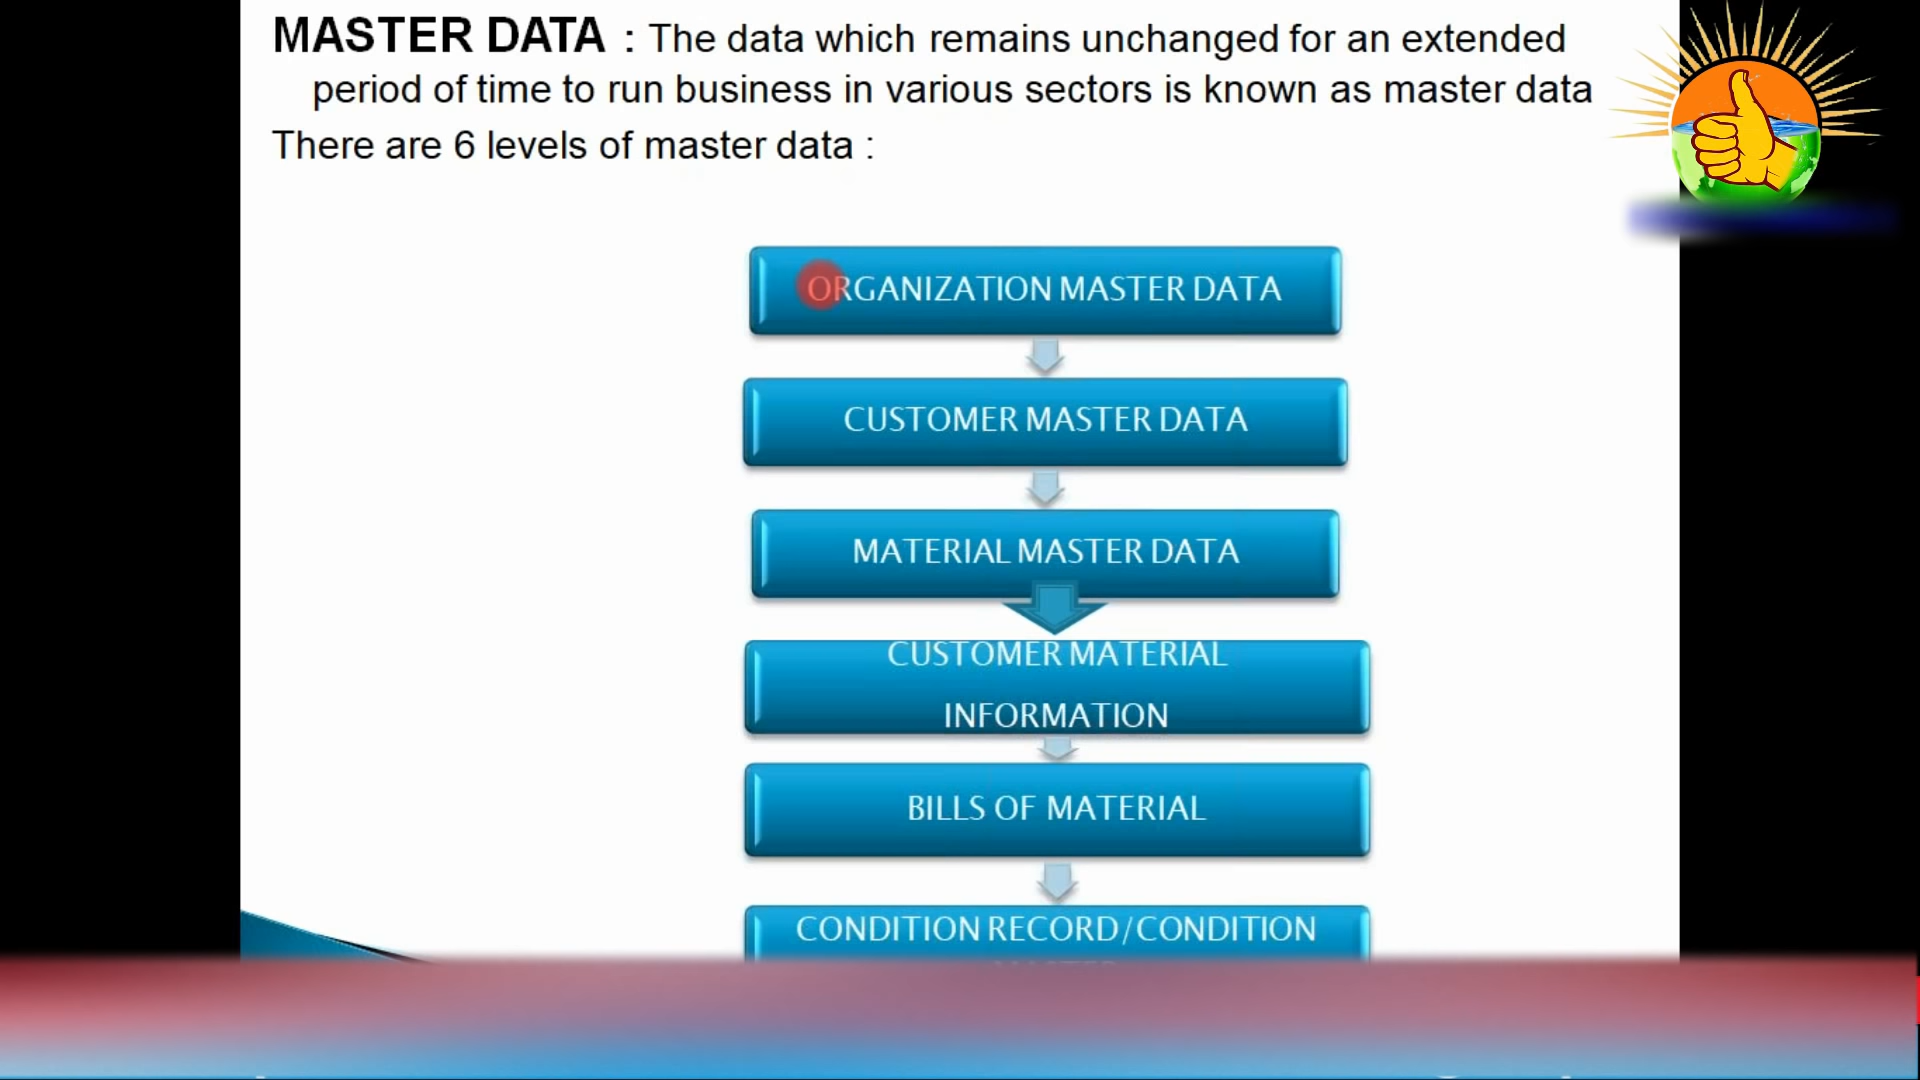 MASTER DATA : The data which remains unchanged for an extended
period of time to run business in various sectors is known as master data
There are 6 levels of master data :
ORGANIZATION MASTER DATA
CUSTOMER MASTER DATA
MATERIAL MASTER DATA
CUSTOMER MATERIAL
INFORMATION
BILLS OF MATERIAL
CONDITION RECORD/CONDITION